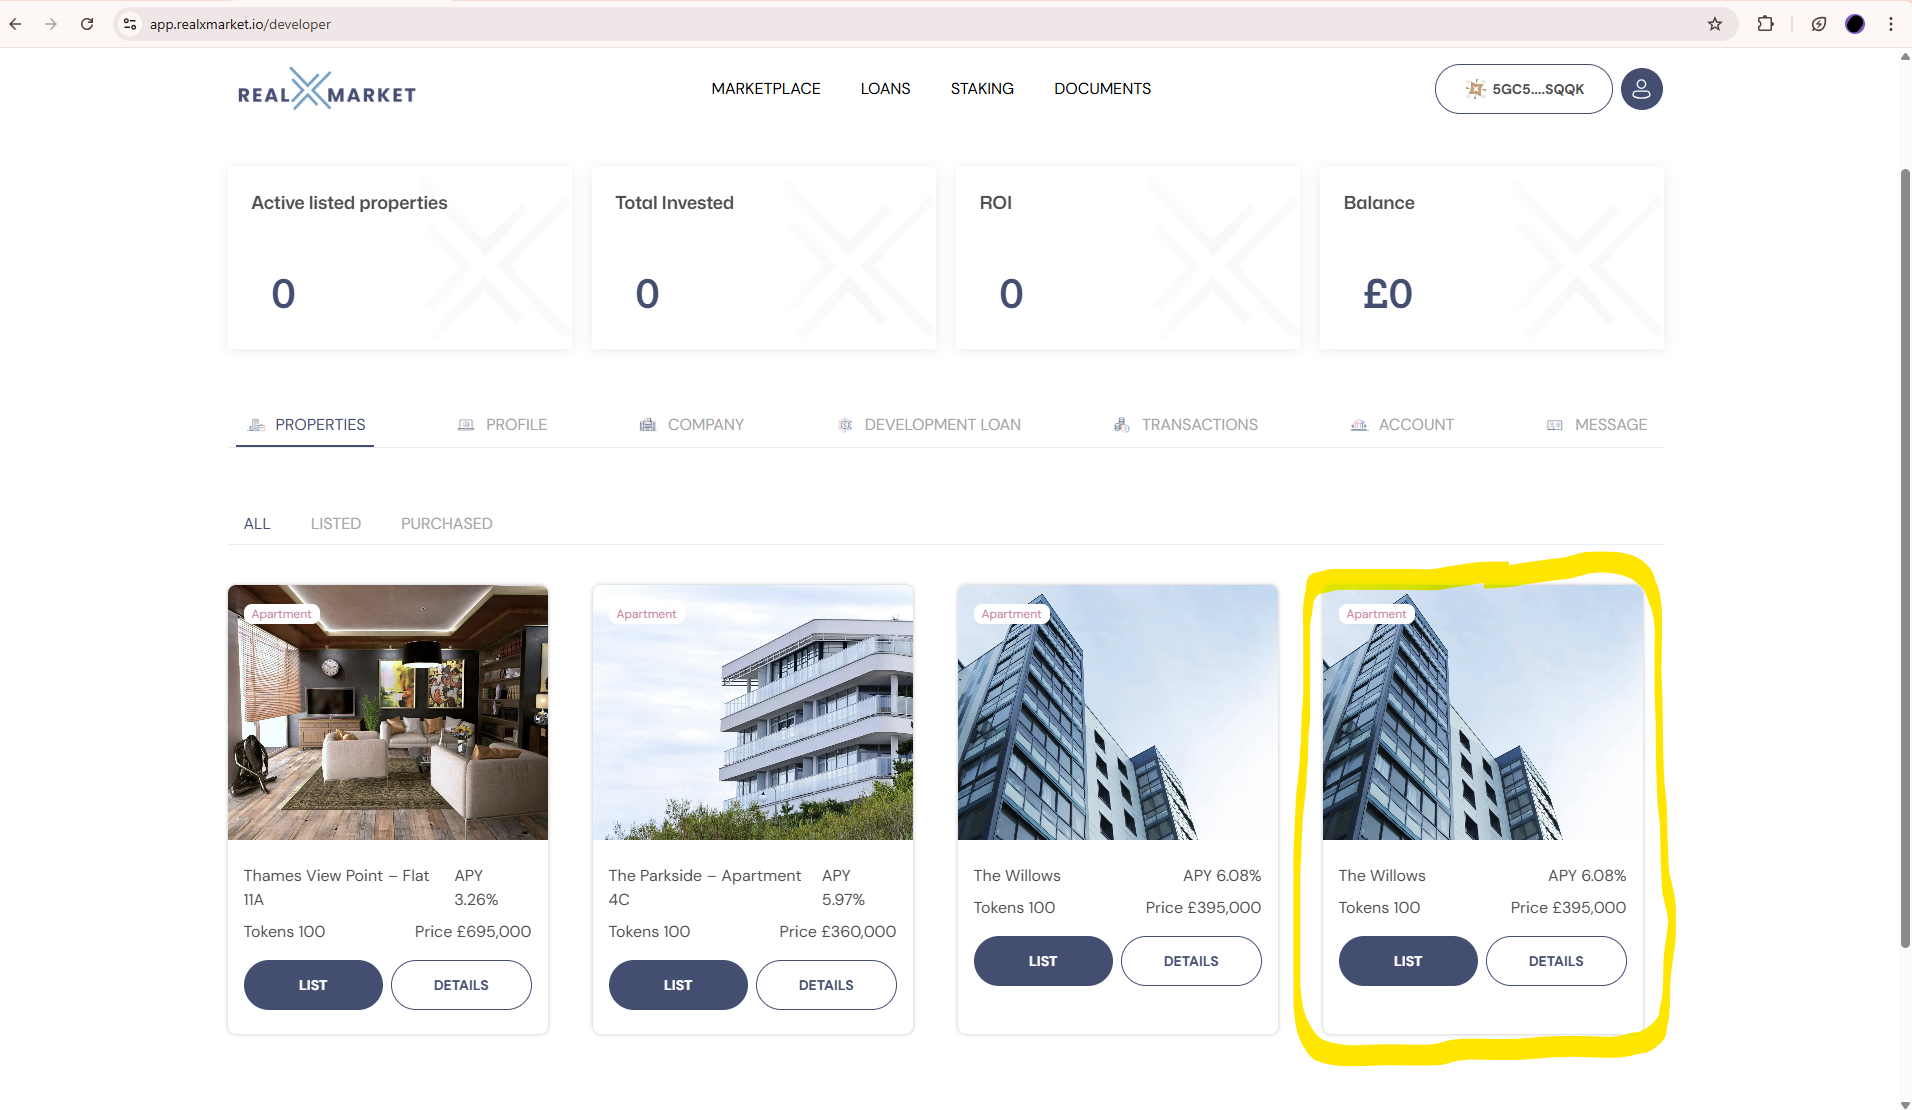 app.realxmarket.io/developer
REAL MARKET
MARKETPLACE
LOANS
STAKING
DOCUMENTS
5GC5....SQQK
Active listed properties
0
Total Invested
0
ROI
0
Balance
£0
PROPERTIES
PROFILE
COMPANY
DEVELOPMENT LOAN
TRANSACTIONS
ACCOUNT
MESSAGE
ALL
LISTED
PURCHASED
Apartment
Thames View Point – Flat
11A
APY
3.26%
Tokens 100
Price £695,000
LIST
DETAILS
Apartment
The Parkside – Apartment
4C
APY
5.97%
Tokens 100
Price £360,000
LIST
DETAILS
Apartment
The Willows
APY 6.08%
Tokens 100
Price £395,000
LIST
DETAILS
Apartment
The Willows
APY 6.08%
Tokens 100
Price £395,000
LIST
DETAILS